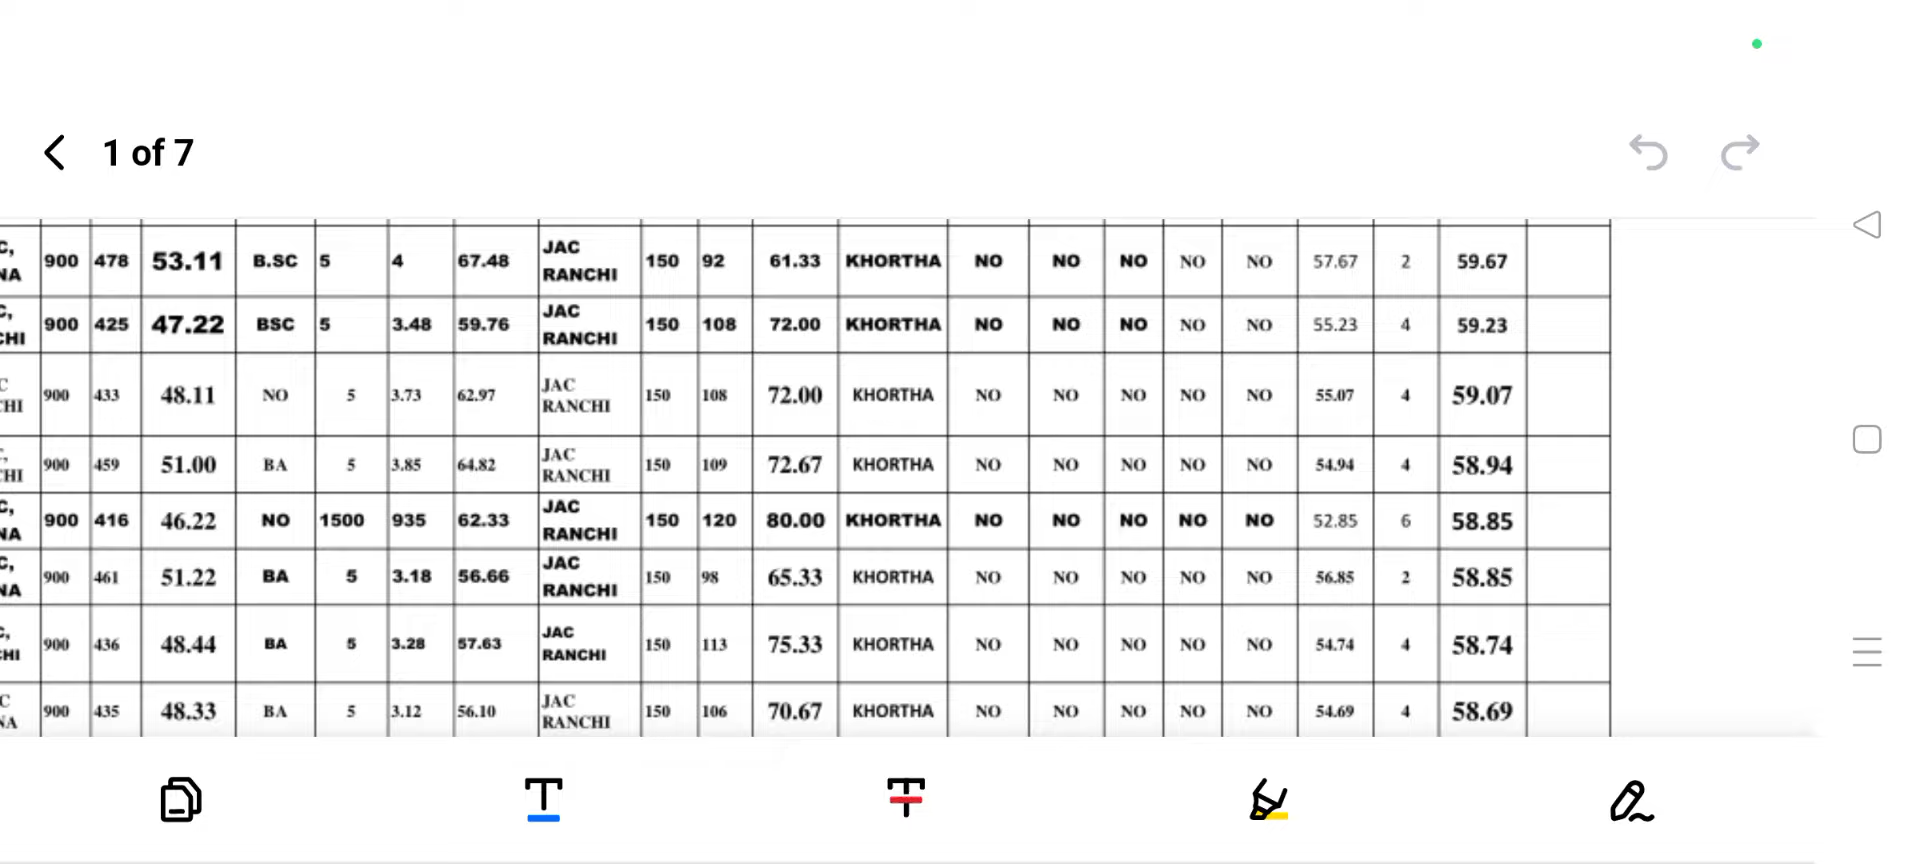 1 of 7
C, 900 478 53.11 B.SC 5 4 67.48 JAC RANCHI 150 92 61.33 KHORTHA NO NO NO NO NO 57.67 2 59.67
NA
C, 900 425 47.22 BSC 5 3.48 59.76 JAC RANCHI 150 108 72.00 KHORTHA NO NO NO NO NO 55.23 4 59.23
CHI
C 900 433 48.11 NO 5 3.73 62.97 JAC RANCHI 150 108 72.00 KHORTHA NO NO NO NO NO 55.07 4 59.07
CHI
900 459 51.00 BA 5 3.85 64.82 JAC RANCHI 150 109 72.67 KHORTHA NO NO NO NO NO 54.94 4 58.94
CHI
C, 900 416 46.22 NO 1500 935 62.33 JAC RANCHI 150 120 80.00 KHORTHA NO NO NO NO NO 52.85 6 58.85
NA
C, 900 461 51.22 BA 5 3.18 56.66 JAC RANCHI 150 98 65.33 KHORTHA NO NO NO NO NO 56.85 2 58.85
NA
C, 900 436 48.44 BA 5 3.28 57.63 JAC RANCHI 150 113 75.33 KHORTHA NO NO NO NO NO 54.74 4 58.74
CHI
C 900 435 48.33 BA 5 3.12 56.10 JAC RANCHI 150 106 70.67 KHORTHA NO NO NO NO NO 54.69 4 58.69
NA